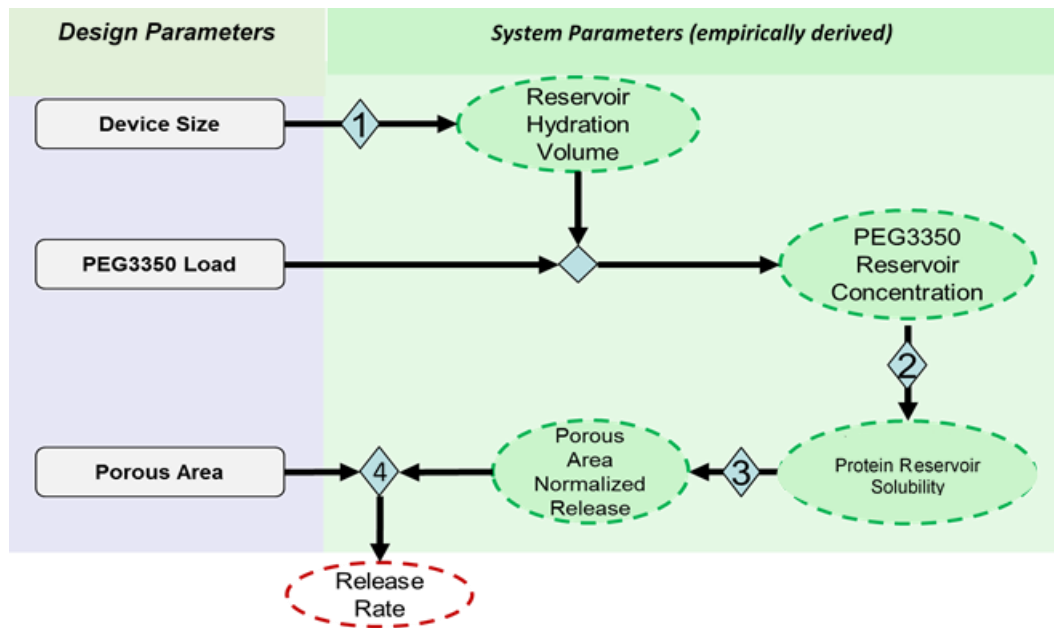 Design Parameters
System Parameters (empirically derived)
Device Size
1
Reservoir
Hydration
Volume
PEG3350 Load
PEG3350
Reservoir
Concentration
2
Porous Area
4
Porous
Area
Normalized
Release
3
Protein Reservoir
Solubility
Release
Rate